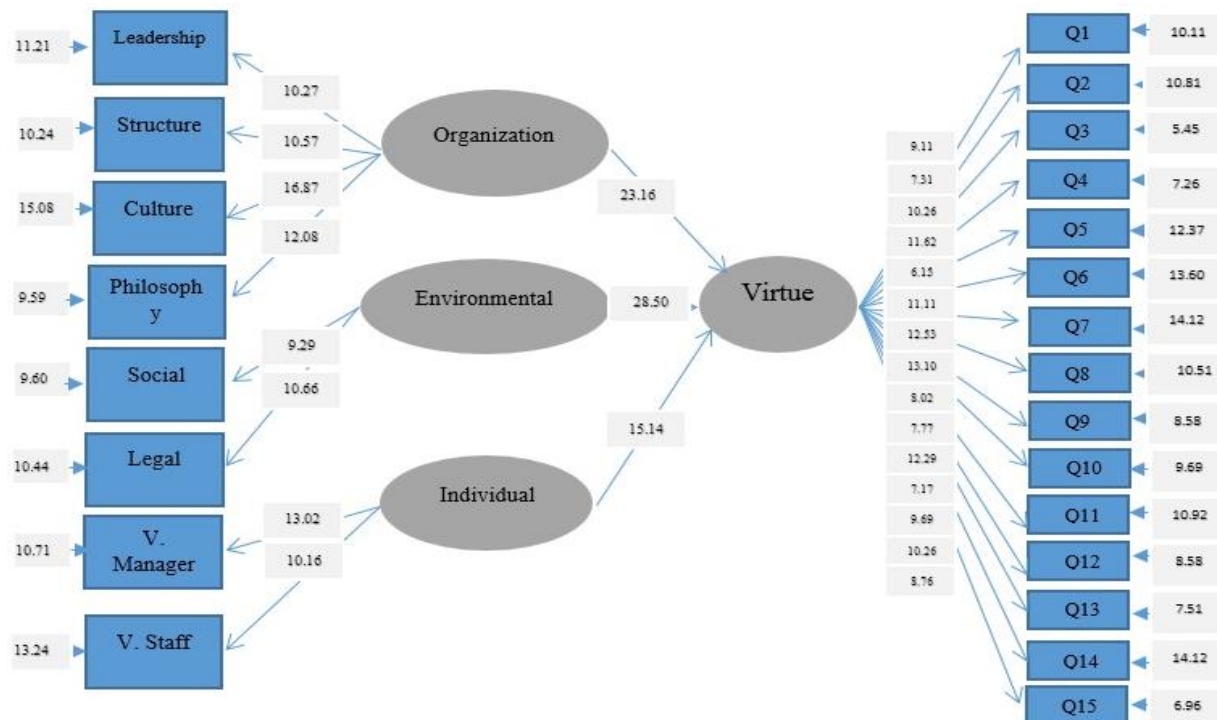 11.21
Leadership
10.24
Structure
15.08
Culture
9.59
Philosoph
y
9.60
Social
10.44
Legal
10.71
V.
Manager
13.24
V. Staff
10.27
10.57
16.87
12.08
9.29
10.66
13.02
10.16
Organization
Environmental
Individual
23.16
28.50
15.14
Virtue
9.11
7.31
10.26
11.62
6.15
11.11
12.53
13.10
8.02
7.77
12.29
7.17
9.69
10.26
8.76
Q1
10.11
Q2
10.81
Q3
5.45
Q4
7.26
Q5
12.37
Q6
13.60
Q7
14.12
Q8
10.51
Q9
8.58
Q10
9.69
Q11
10.92
Q12
8.58
Q13
7.51
Q14
14.12
Q15
6.96